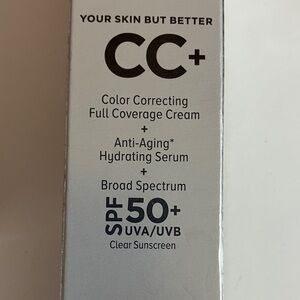 YOUR SKIN BUT BETTER
CC+
Color Correcting
Full Coverage Cream
+
Anti-Aging*
Hydrating Serum
+
Broad Spectrum
SPF 50+
UVA/UVB
Clear Sunscreen